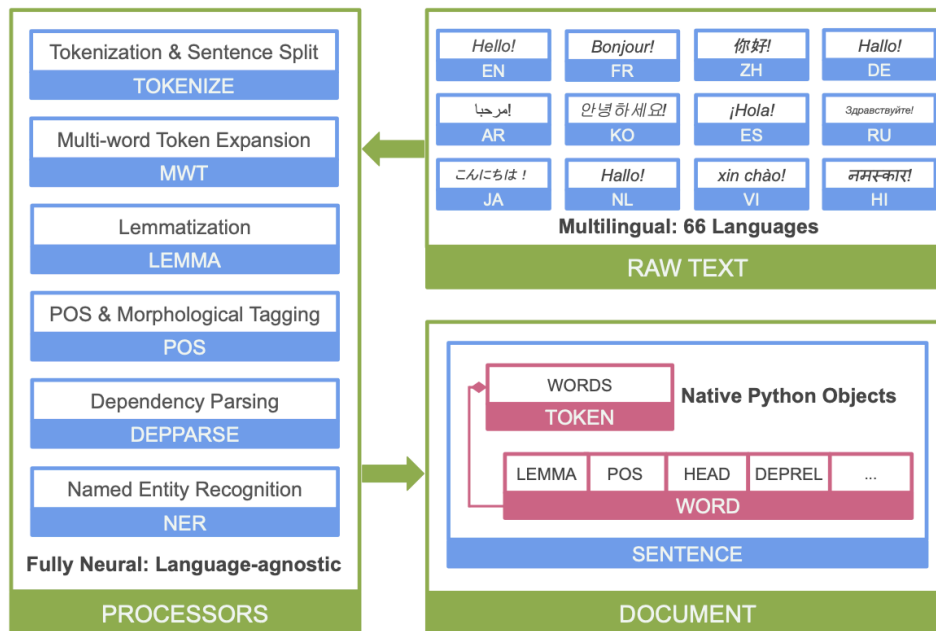 Tokenization & Sentence Split
TOKENIZE
Multi-word Token Expansion
MWT
Lemmatization
LEMMA
POS & Morphological Tagging
POS
Dependency Parsing
DEPPARSE
Named Entity Recognition
NER
Fully Neural: Language-agnostic
PROCESSORS
Hello!
EN
Bonjour!
FR
你好!
ZH
Hallo!
DE
مرحبا!
AR
안녕하세요!
KO
¡Hola!
ES
Здравствуйте!
RU
こんにちは！
JA
Hallo!
NL
xin chào!
VI
नमस्कार!
HI
Multilingual: 66 Languages
RAW TEXT
WORDS
TOKEN
Native Python Objects
LEMMA
POS
HEAD
DEPREL
...
WORD
SENTENCE
DOCUMENT